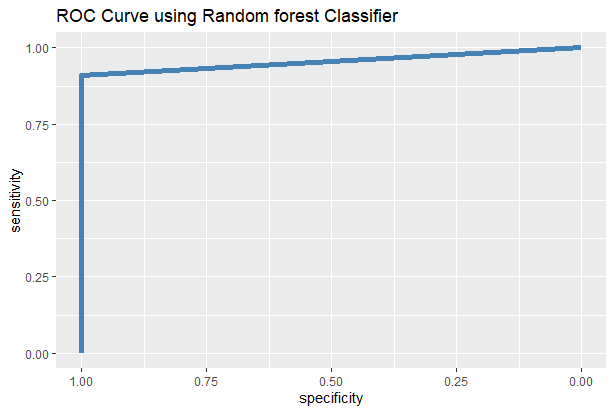 ROC Curve using Random forest Classifier
1.00
0.75
0.50
0.25
0.00
sensitivity
1.00 0.75 0.50 0.25 0.00
specificity